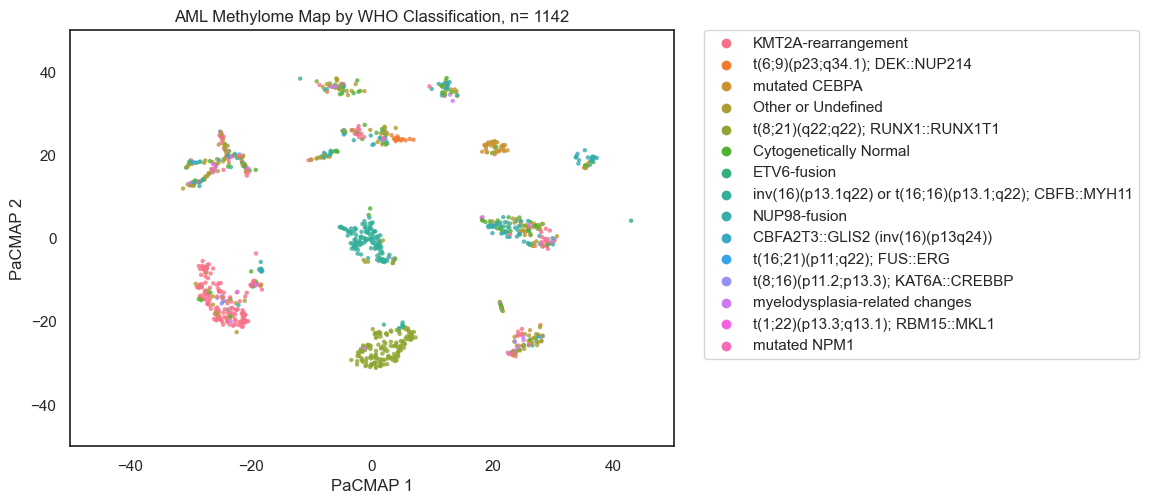 AML Methylome Map by WHO Classification, n= 1142
40
20
0
−20
−40
PaCMAP 2
−40
−20
0
20
40
PaCMAP 1
KMT2A-rearrangement
t(6;9)(p23;q34.1); DEK::NUP214
mutated CEBPA
Other or Undefined
t(8;21)(q22;q22); RUNX1::RUNX1T1
Cytogenetically Normal
ETV6-fusion
inv(16)(p13.1q22) or t(16;16)(p13.1;q22); CBFB::MYH11
NUP98-fusion
CBFA2T3::GLIS2 (inv(16)(p13q24))
t(16;21)(p11;q22); FUS::ERG
t(8;16)(p11.2;p13.3); KAT6A::CREBBP
myelodysplasia-related changes
t(1;22)(p13.3;q13.1); RBM15::MKL1
mutated NPM1